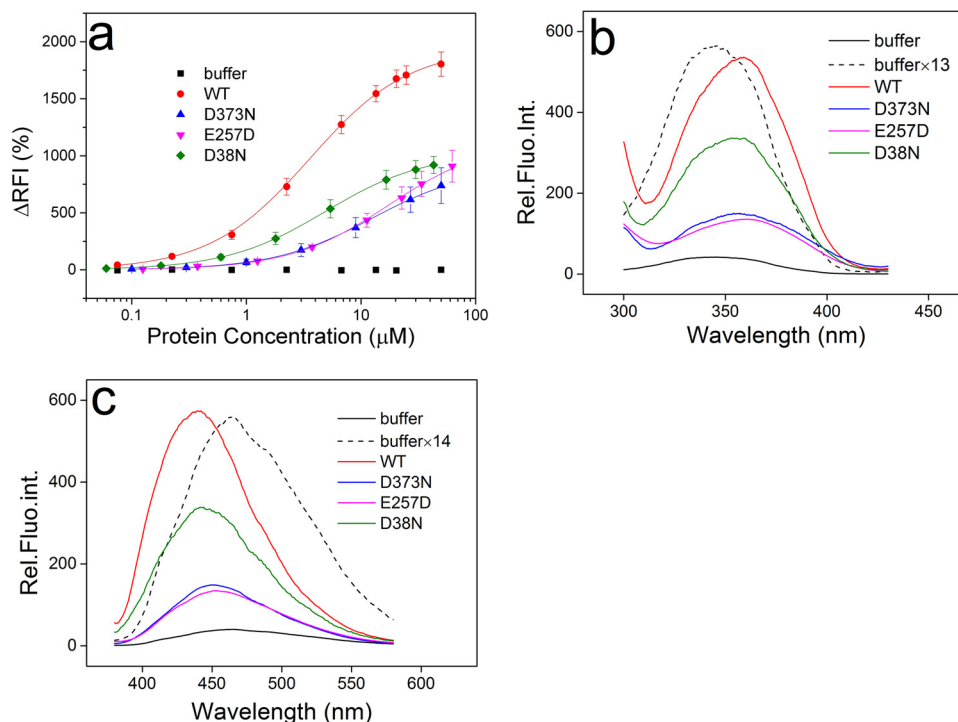 a
2000
1500
1000
500
0
ΔRFI (%)
buffer
WT
D373N
E257D
D38N
0.1 1 10 100
Protein Concentration (μM)
b
600
400
200
0
Rel.Fluo.Int.
buffer
buffer×13
WT
D373N
E257D
D38N
300 350 400 450
Wavelength (nm)
c
600
400
200
0
Rel.Fluo.int.
buffer
buffer×14
WT
D373N
E257D
D38N
400 450 500 550 600
Wavelength (nm)